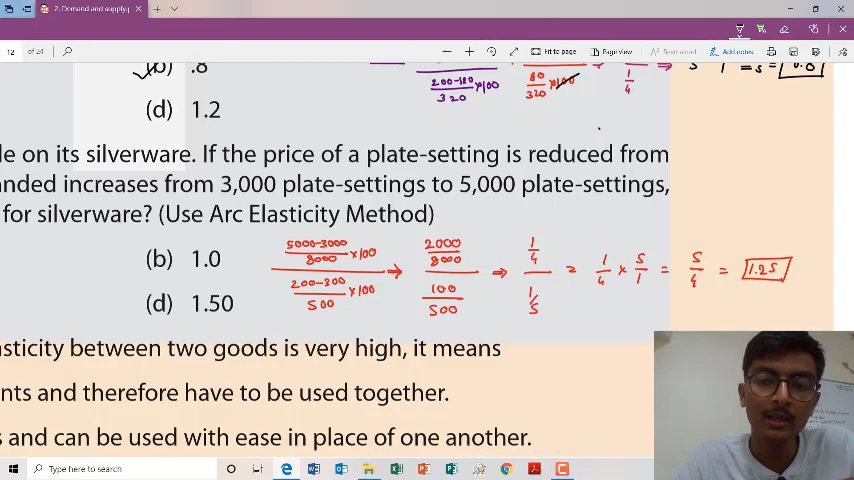 2. Demand and supply.p
12 of 24
Fit to page
Page view
Read aloud
Add notes
.8
200-180/320 ×100
80/320 ×100
1/4
= 0.8
(d) 1.2
le on its silverware. If the price of a plate-setting is reduced from
anded increases from 3,000 plate-settings to 5,000 plate-settings,
for silverware? (Use Arc Elasticity Method)
(b) 1.0
(d) 1.50
5000-3000/8000 ×100 / 200-300/500 ×100 → 2000/8000 / 100/500 ⇒ 1/4 / 1/5 = 1/4 × 5/1 = 5/4 = 1.25
asticity between two goods is very high, it means
nts and therefore have to be used together.
s and can be used with ease in place of one another.
Type here to search